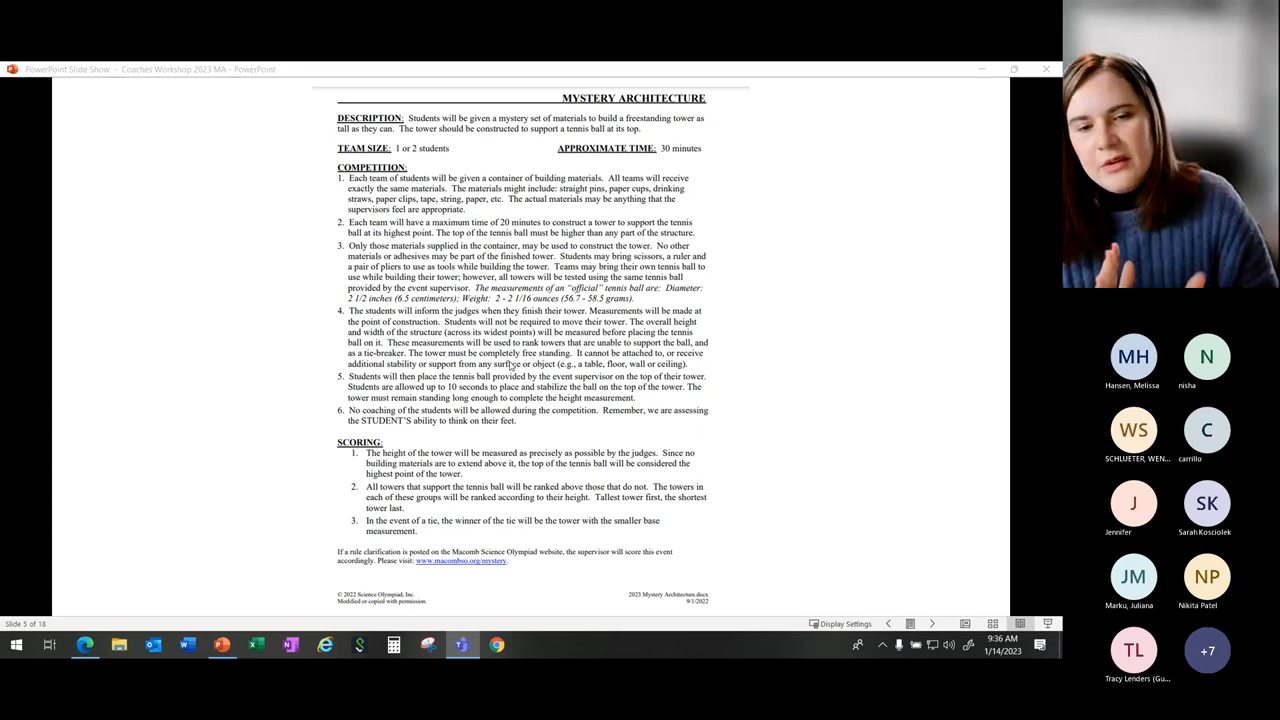 PowerPoint Slide Show - Coaches Workshop 2023 MA - PowerPoint
MYSTERY ARCHITECTURE
DESCRIPTION: Students will be given a mystery set of materials to build a freestanding tower as
tall as they can. The tower should be constructed to support a tennis ball at its top.
TEAM SIZE: 1 or 2 students APPROXIMATE TIME: 30 minutes
COMPETITION:
1. Each team of students will be given a container of building materials. All teams will receive
exactly the same materials. The materials might include: straight pins, paper cups, drinking
straws, paper clips, tape, string, paper, etc. The actual materials may be anything that the
supervisors feel are appropriate.
2. Each team will have a maximum time of 20 minutes to construct a tower to support the tennis
ball at its highest point. The top of the tennis ball must be higher than any part of the structure.
3. Only those materials supplied in the container, may be used to construct the tower. No other
materials or adhesives may be part of the finished tower. Students may bring scissors, a ruler and
a pair of pliers to use as tools while building the tower. Teams may bring their own tennis ball to
use while building their tower; however, all towers will be tested using the same tennis ball
provided by the event supervisor. The measurements of an “official” tennis ball are: Diameter:
2 1/2 inches (6.5 centimeters); Weight: 2 - 2 1/16 ounces (56.7 - 58.5 grams).
4. The students will inform the judges when they finish their tower. Measurements will be made at
the point of construction. Students will not be required to move their tower. The overall height
and width of the structure (across its widest points) will be measured before placing the tennis
ball on it. These measurements will be used to rank towers that are unable to support the ball, and
as a tie-breaker. The tower must be completely free standing. It cannot be attached to, or receive
additional stability or support from any surface or object (e.g., a table, floor, wall or ceiling).
5. Students will then place the tennis ball provided by the event supervisor on the top of their tower.
Students are allowed up to 10 seconds to place and stabilize the ball on the top of the tower. The
tower must remain standing long enough to complete the height measurement.
6. No coaching of the students will be allowed during the competition. Remember, we are assessing
the STUDENT’S ability to think on their feet.
SCORING:
1. The height of the tower will be measured as precisely as possible by the judges. Since no
building materials are to extend above it, the top of the tennis ball will be considered the
highest point of the tower.
2. All towers that support the tennis ball will be ranked above those that do not. The towers in
each of these groups will be ranked according to their height. Tallest tower first, the shortest
tower last.
3. In the event of a tie, the winner of the tie will be the tower with the smaller base
measurement.
If a rule clarification is posted on the Macomb Science Olympiad website, the supervisor will score this event
accordingly. Please visit: www.macombso.org/mystery.
© 2022 Science Olympiad, Inc. 2023 Mystery Architecture.docx
Modified or copied with permission. 9/1/2022
Slide 5 of 18 Display Settings
9:36 AM
1/14/2023
MH N
Hansen, Melissa nisha
WS C
SCHLUETER, WEN... carrillo
J SK
Jennifer Sarah Kosciolek
JM NP
Marku, Juliana Nikita Patel
TL +7
Tracy Lenders (Gu...